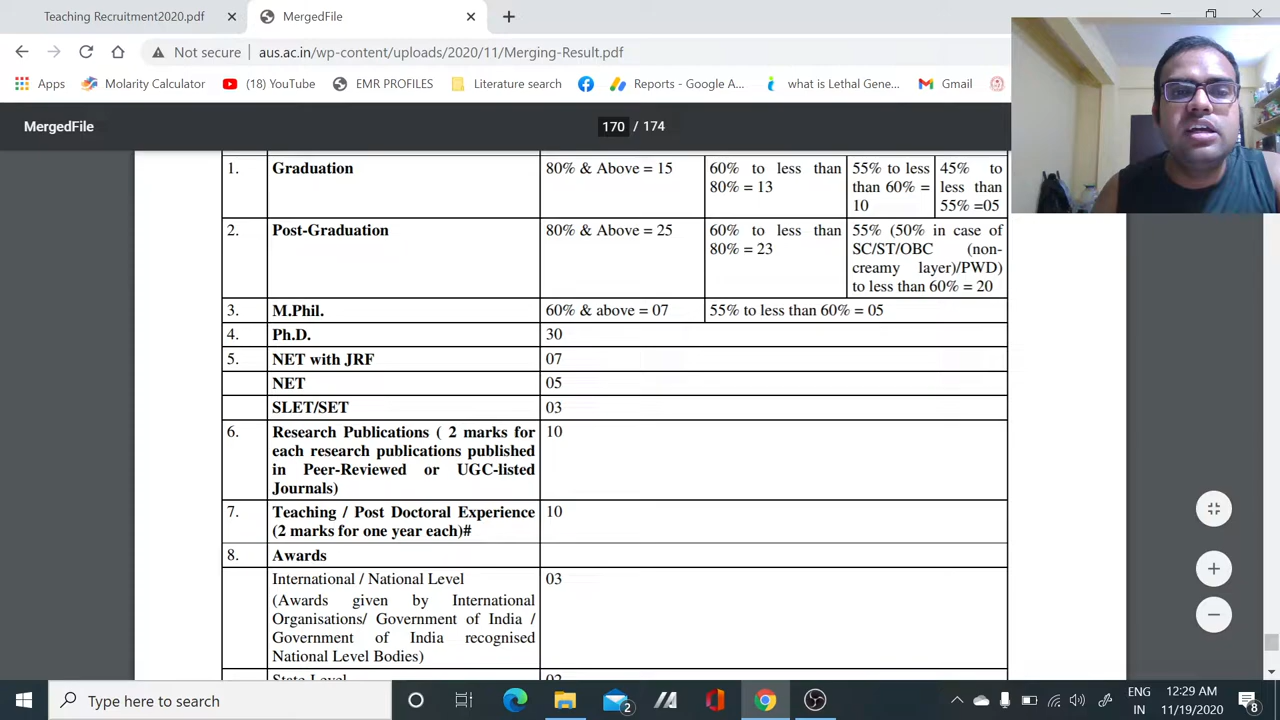 Teaching Recruitment2020.pdf
MergedFile
Not secure
aus.ac.in/wp-content/uploads/2020/11/Merging-Result.pdf
Apps
Molarity Calculator
(18) YouTube
EMR PROFILES
Literature search
Reports - Google A...
what is Lethal Gene...
Gmail
MergedFile
170 / 174
1.
Graduation
80% & Above = 15
60% to less than
80% = 13
55% to less
than 60% =
10
45% to
less than
55% =05
2.
Post-Graduation
80% & Above = 25
60% to less than
80% = 23
55% (50% in case of
SC/ST/OBC (non-
creamy layer)/PWD)
to less than 60% = 20
3.
M.Phil.
60% & above = 07
55% to less than 60% = 05
4.
Ph.D.
30
5.
NET with JRF
07
NET
05
SLET/SET
03
6.
Research Publications ( 2 marks for
each research publications published
in Peer-Reviewed or UGC-listed
Journals)
10
7.
Teaching / Post Doctoral Experience
(2 marks for one year each)#
10
8.
Awards
International / National Level
(Awards given by International
Organisations/ Government of India /
Government of India recognised
National Level Bodies)
03
State Level
02
Type here to search
2
ENG
IN
12:29 AM
11/19/2020
8